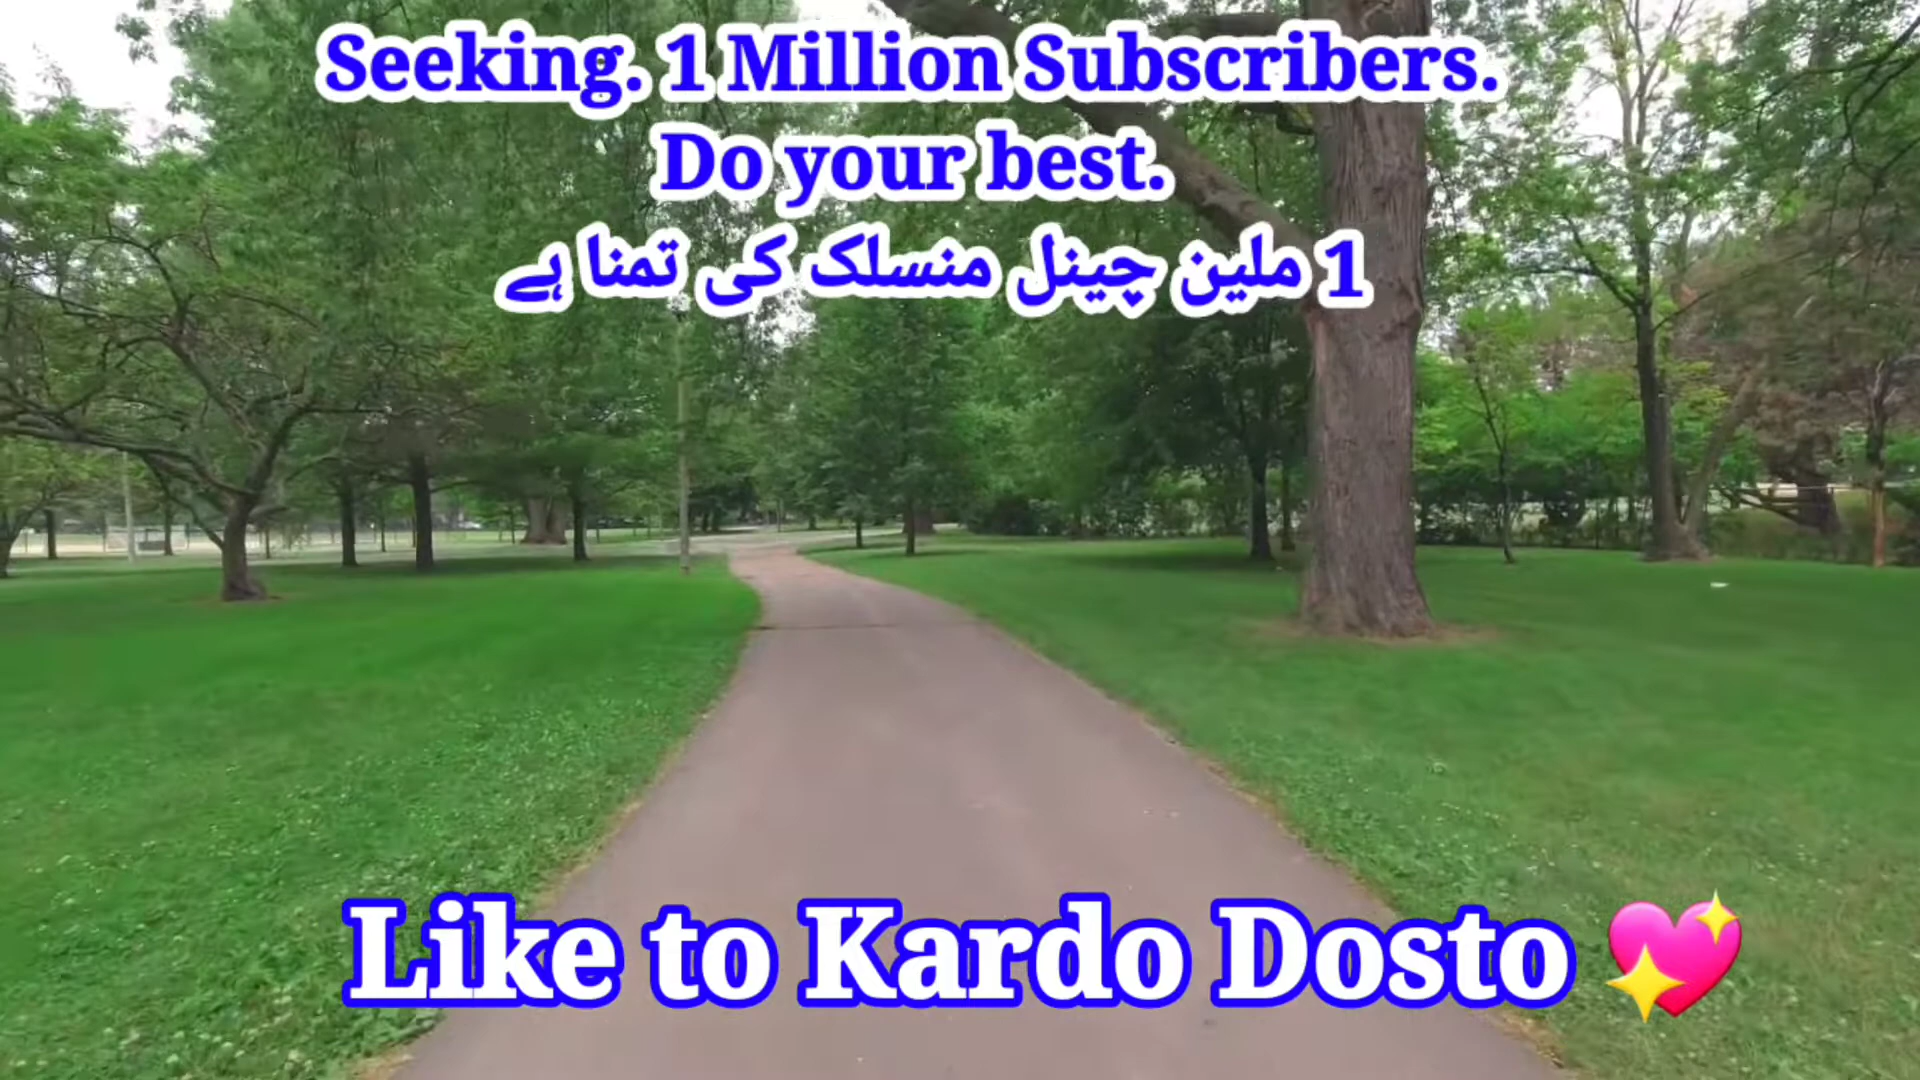 Seeking. 1 Million Subscribers.
Do your best.
1 ملین چینل منسلک کی تمنا ہے
Like to Kardo Dosto 💖